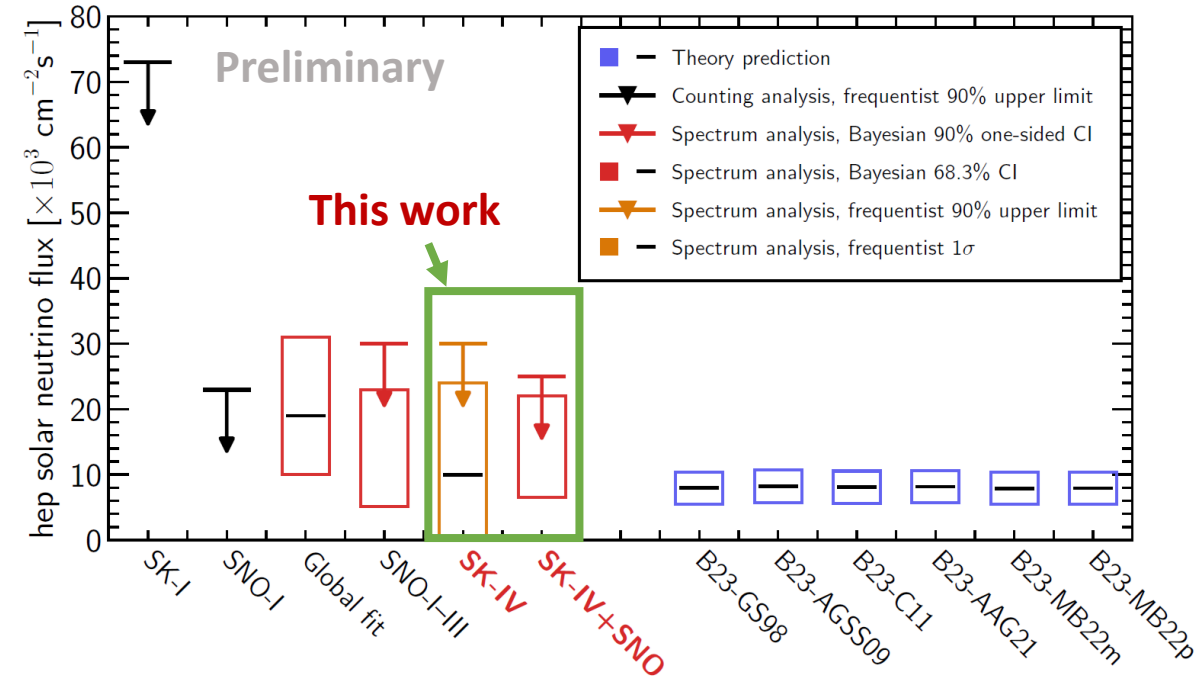 hep solar neutrino flux [×10³ cm⁻²s⁻¹]
80
70
60
50
40
30
20
10
0
Preliminary
This work
Theory prediction
Counting analysis, frequentist 90% upper limit
Spectrum analysis, Bayesian 90% one-sided CI
Spectrum analysis, Bayesian 68.3% CI
Spectrum analysis, frequentist 90% upper limit
Spectrum analysis, frequentist 1σ
SK-I
SNO-I
Global fit
SNO-I–III
SK-IV
SK-IV+SNO
B23-GS98
B23-AGSS09
B23-C11
B23-AAG21
B23-MB22m
B23-MB22p